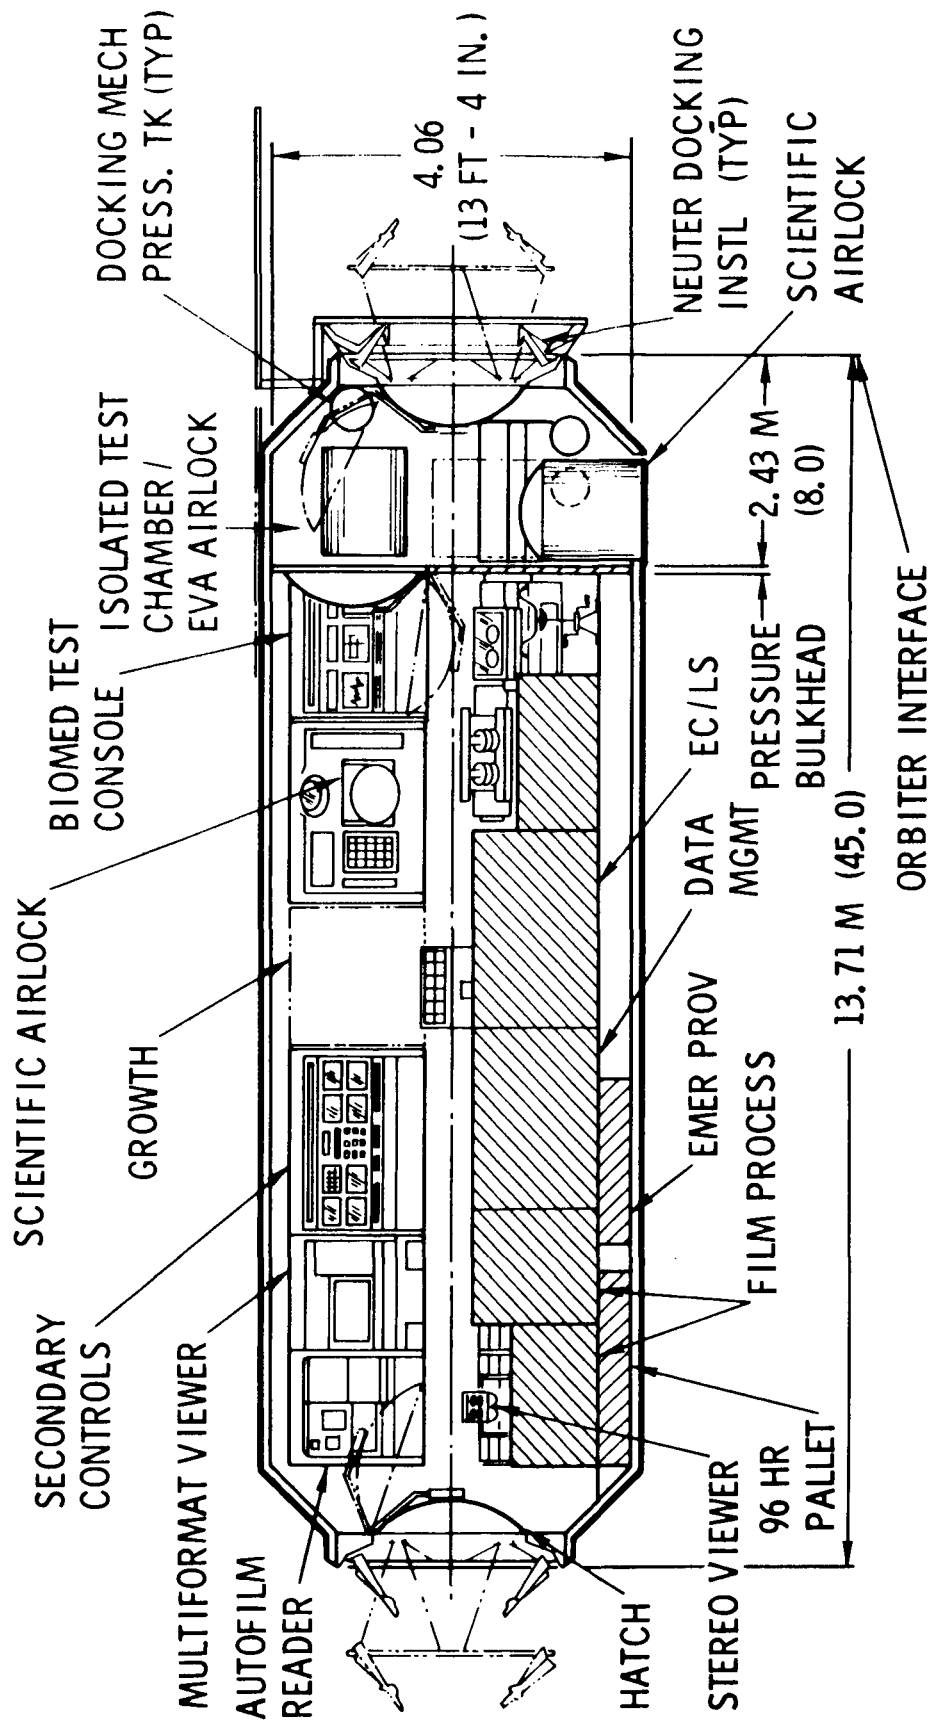 SCIENTIFIC AIRLOCK
SECONDARY
CONTROLS
GROWTH
BIOMED TEST
CONSOLE
ISOLATED TEST
CHAMBER/
EVA AIRLOCK
DOCKING MECH
PRESS. TK (TYP)
MULTIFORMAT VIEWER
AUTOFILM
READER
4.06
(13 FT - 4 IN.)
HATCH
STEREO VIEWER
96 HR
PALLET
FILM PROCESS
EMER PROV
DATA
MGMT
EC/LS
PRESSURE
BULKHEAD
2.43 M
(8.0)
NEUTER DOCKING
INSTL (TYP)
SCIENTIFIC
AIRLOCK
13.71 M (45.0)
ORBITER INTERFACE